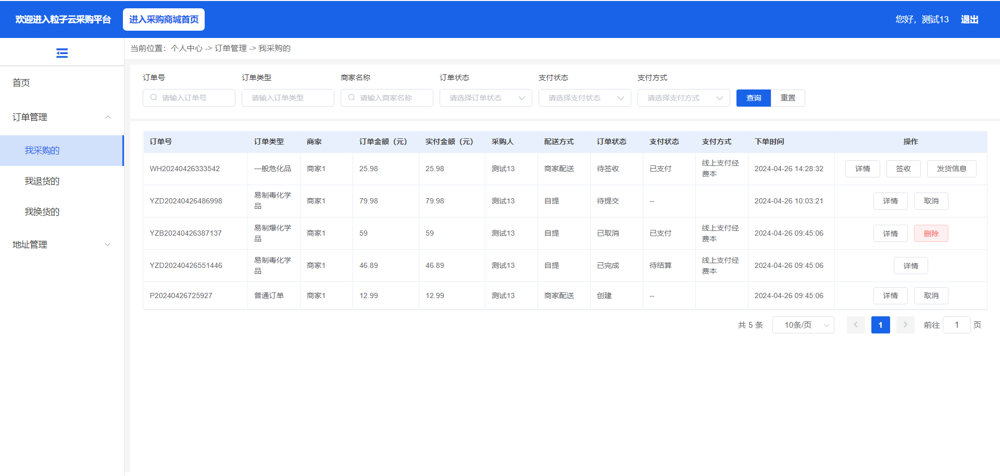 欢迎进入粒子云采购平台 进入采购商城首页 您好，测试13 退出
当前位置：个人中心 -> 订单管理 -> 我采购的
首页
订单管理
我采购的
我退货的
我换货的
地址管理
订单号 订单类型 商家名称 订单状态 支付状态 支付方式
请输入订单号 请输入订单类型 请输入商家名称 请选择订单状态 请选择支付状态 请选择支付方式 查询 重置
订单号 订单类型 商家 订单金额（元） 实付金额（元） 采购人 配送方式 订单状态 支付状态 支付方式 下单时间 操作
WH20240426333542 一般危化品 商家1 25.98 25.98 测试13 商家配送 待签收 已支付 线上支付经费本 2024-04-26 14:28:32 详情 签收 发货信息
YZD20240426486998 易制毒化学品 商家1 79.98 79.98 测试13 自提 待提交 -- 2024-04-26 10:03:21 详情 取消
YZB20240426387137 易制爆化学品 商家1 59 59 测试13 自提 已取消 已支付 线上支付经费本 2024-04-26 09:45:06 详情 删除
YZD20240426551446 易制毒化学品 商家1 46.89 46.89 测试13 自提 已完成 待结算 线上支付经费本 2024-04-26 09:45:06 详情
P20240426725927 普通订单 商家1 12.99 12.99 测试13 商家配送 创建 -- 2024-04-26 09:45:06 详情 取消
共 5 条 10条/页 1 前往 1 页